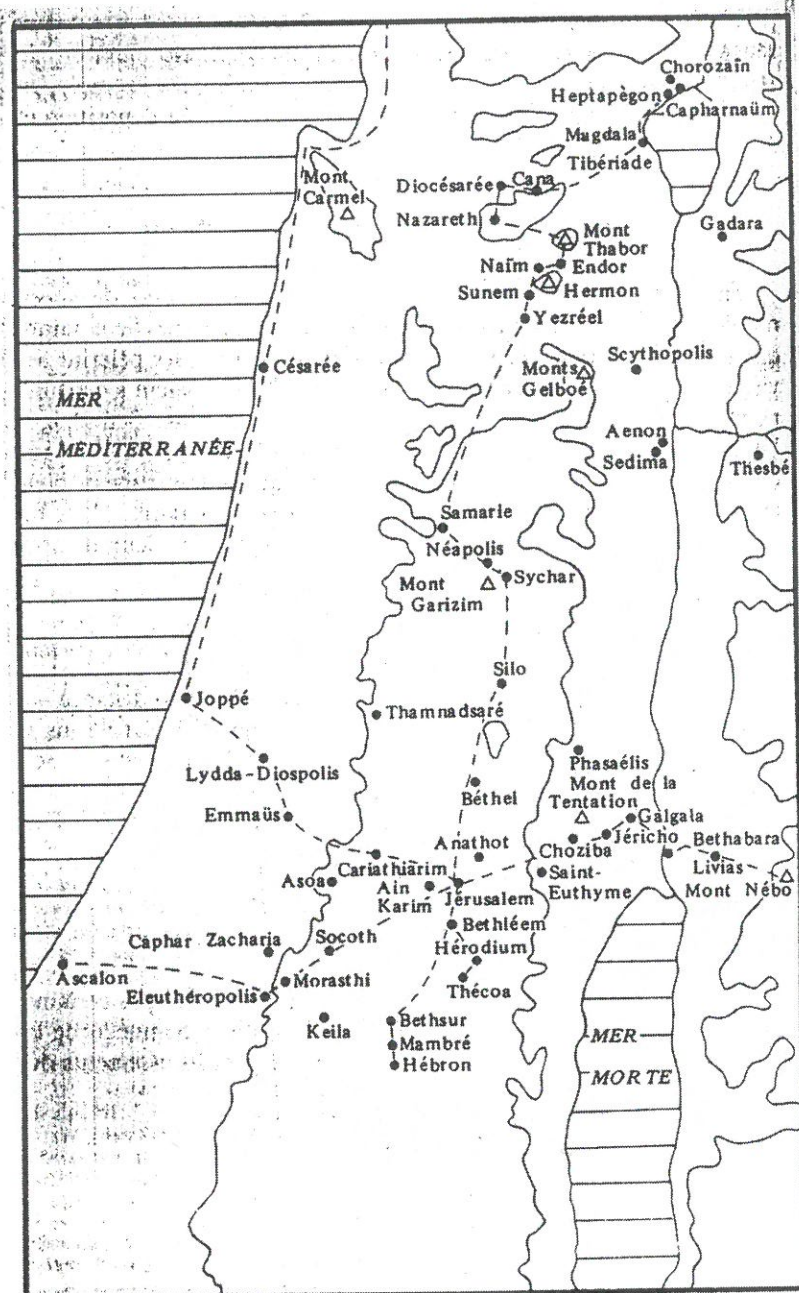 Chorozaïn
Heptapègon
Capharnaüm
Magdala
Tibériade
Mont
Carmel
Diocésarée
Cana
Nazareth
Mont
Thabor
Gadara
Naïm
Endor
Sunem
Hermon
Yezréel
Césarée
Scythopolis
Monts
Gelboé
MER
MÉDITERRANÉE
Aenon
Sedima
Thesbé
Samarie
Néapolis
Sychar
Mont
Garizim
Silo
Joppé
Thamnadsaré
Lydda-Diospolis
Phasaélis
Mont de la
Tentation
Béthel
Emmaüs
Galgala
Anathot
Choziba
Jéricho
Bethabara
Cariathiarim
Livias
Asoa
Ain
Karim
Jérusalem
Saint-
Euthyme
Mont Nébo
Bethléem
Caphar Zacharia
Socoth
Hérodium
Ascalon
Morasthi
Eleuthéropolis
Thécoa
Keila
Bethsur
Mambré
Hébron
MER
MORTE